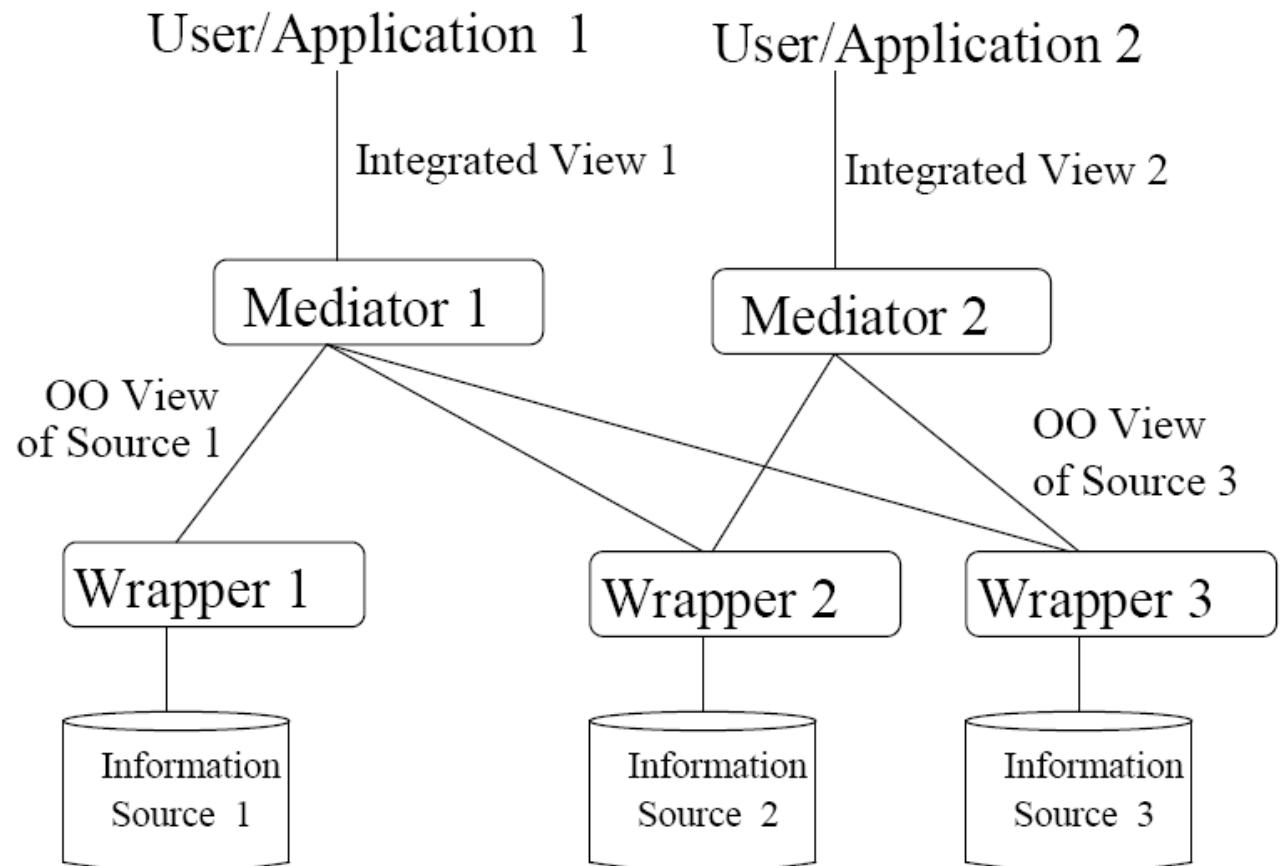 User/Application 1
User/Application 2
Integrated View 1
Integrated View 2
Mediator 1
Mediator 2
OO View
of Source 1
OO View
of Source 3
Wrapper 1
Wrapper 2
Wrapper 3
Information
Source 1
Information
Source 2
Information
Source 3